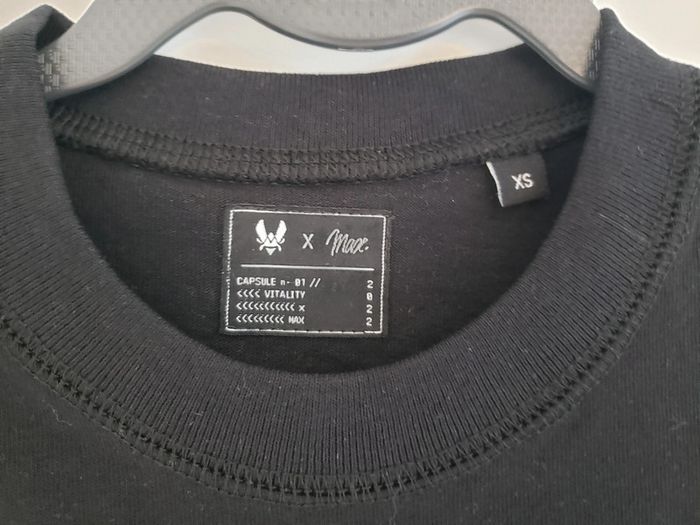 X Max.
XS
CAPSULE n- 01 // 2
<<<< VITALITY 0
<<<<<<<<<<< x 2
<<<<<<<<< MAX 2